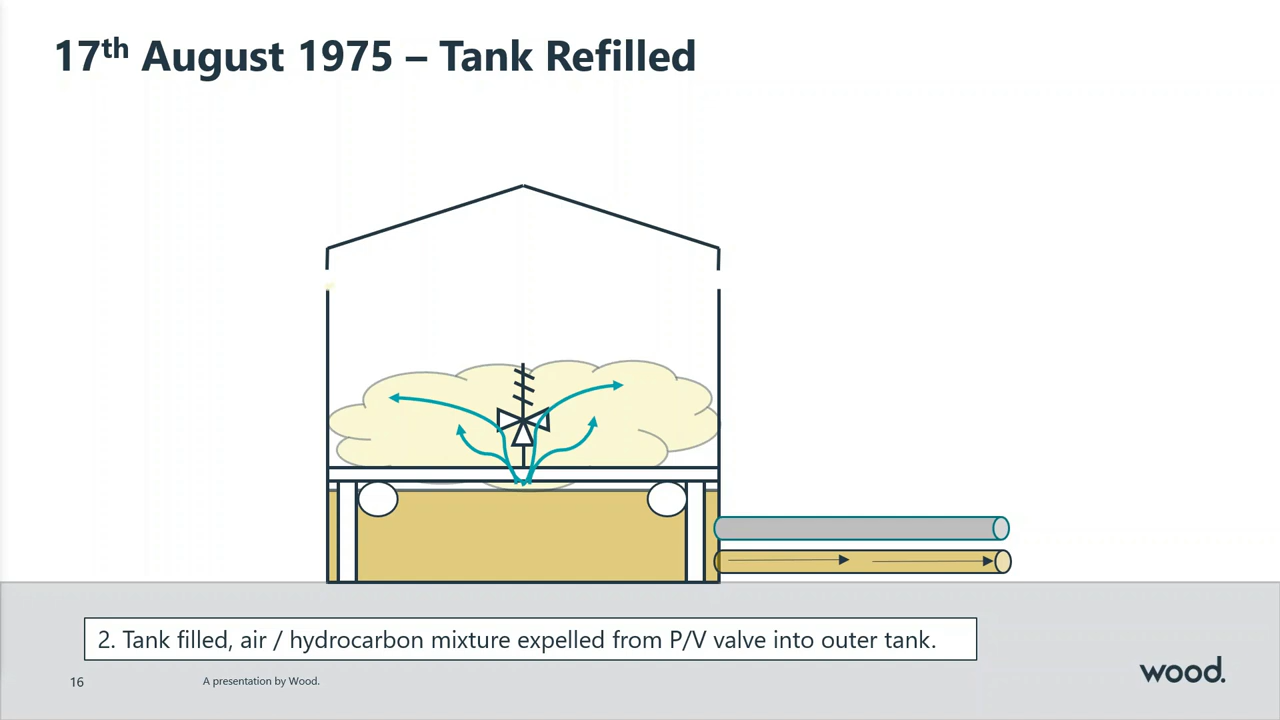 17th August 1975 – Tank Refilled
2. Tank filled, air / hydrocarbon mixture expelled from P/V valve into outer tank.
16
A presentation by Wood.
wood.